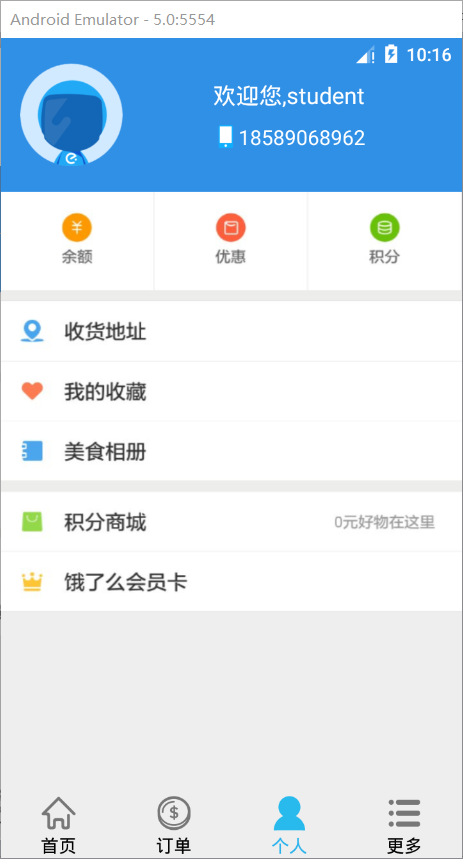 Android Emulator - 5.0:5554
10:16
欢迎您,student
18589068962
余额
优惠
积分
收货地址
我的收藏
美食相册
积分商城
0元好物在这里
饿了么会员卡
首页
订单
个人
更多